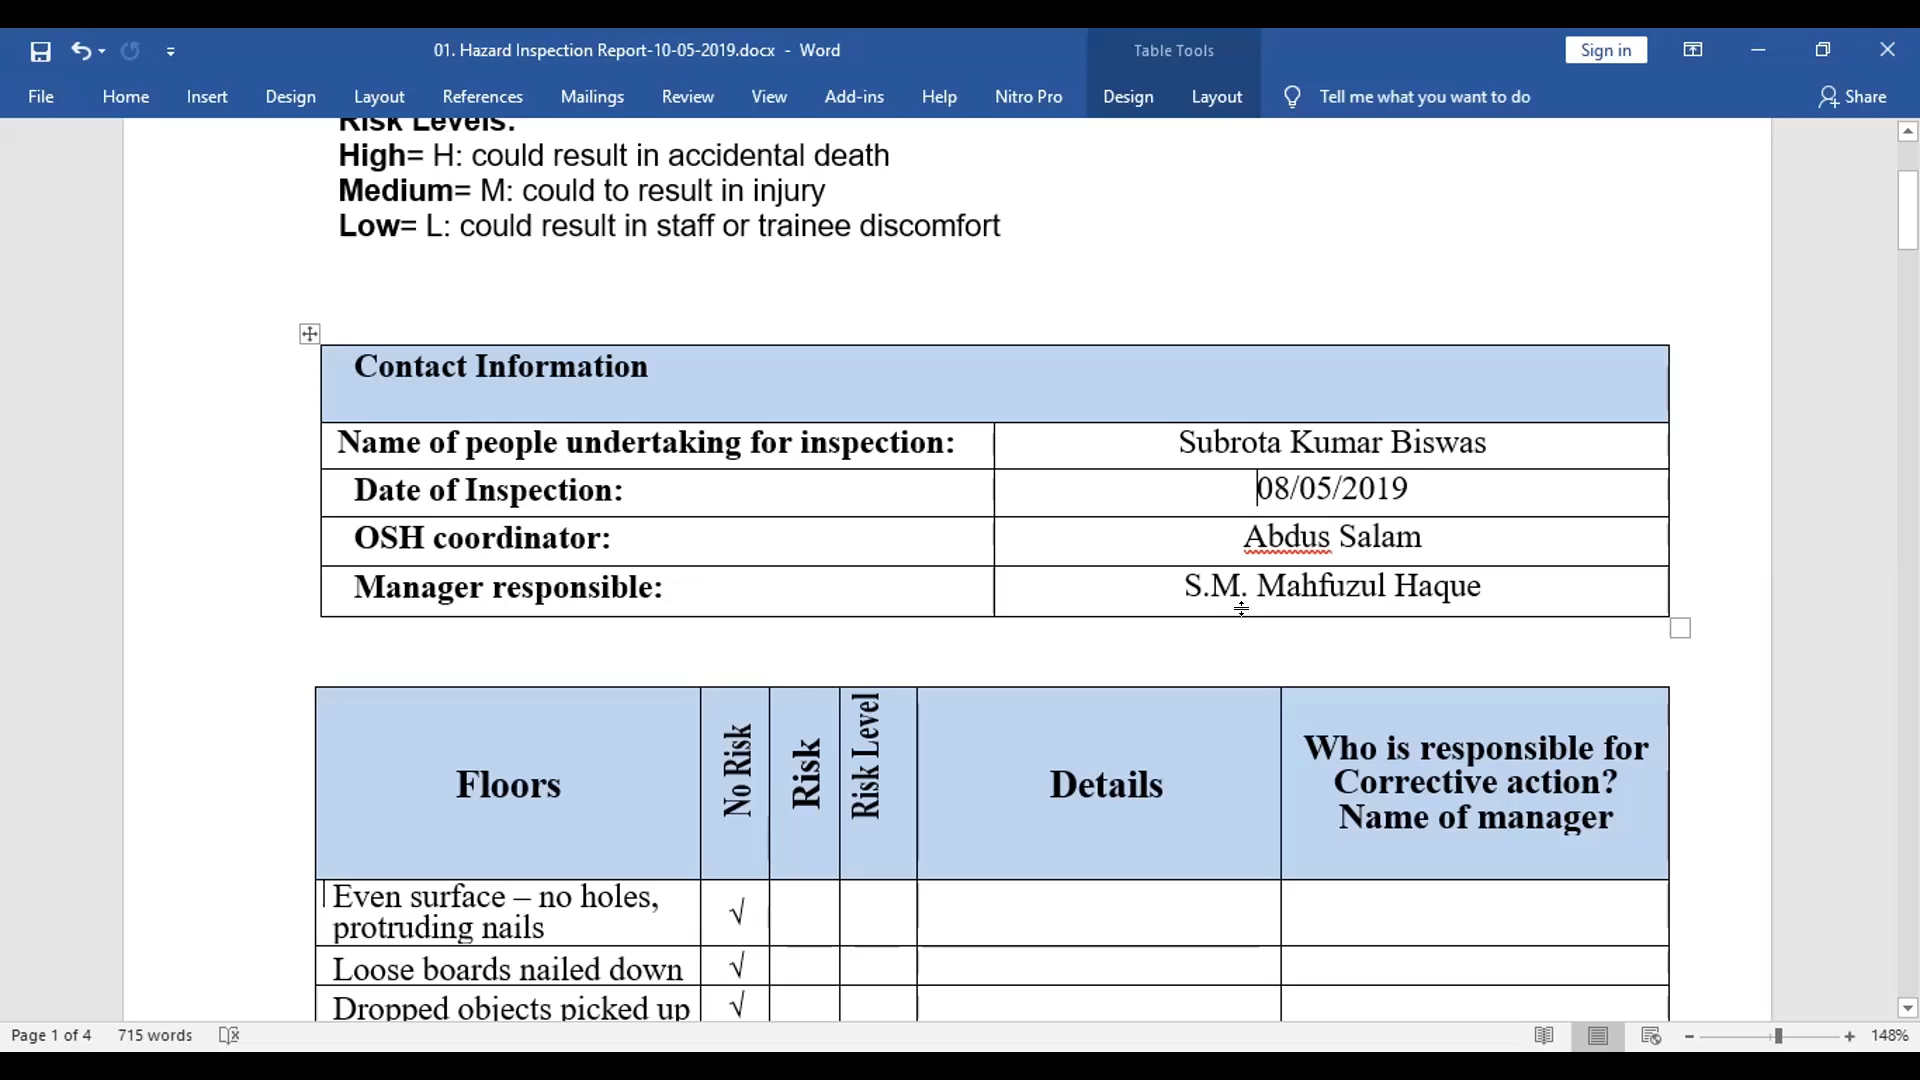 01. Hazard Inspection Report-10-05-2019.docx - Word
Table Tools
Sign in
File Home Insert Design Layout References Mailings Review View Add-ins Help Nitro Pro Design Layout Tell me what you want to do Share
Risk Levels:
High= H: could result in accidental death
Medium= M: could to result in injury
Low= L: could result in staff or trainee discomfort
Contact Information
Name of people undertaking for inspection: Subrota Kumar Biswas
Date of Inspection: 08/05/2019
OSH coordinator: Abdus Salam
Manager responsible: S.M. Mahfuzul Haque
Floors
No Risk
Risk
Risk Level
Details
Who is responsible for
Corrective action?
Name of manager
Even surface – no holes,
protruding nails √
Loose boards nailed down √
Dropped objects picked up √
Page 1 of 4 715 words 148%